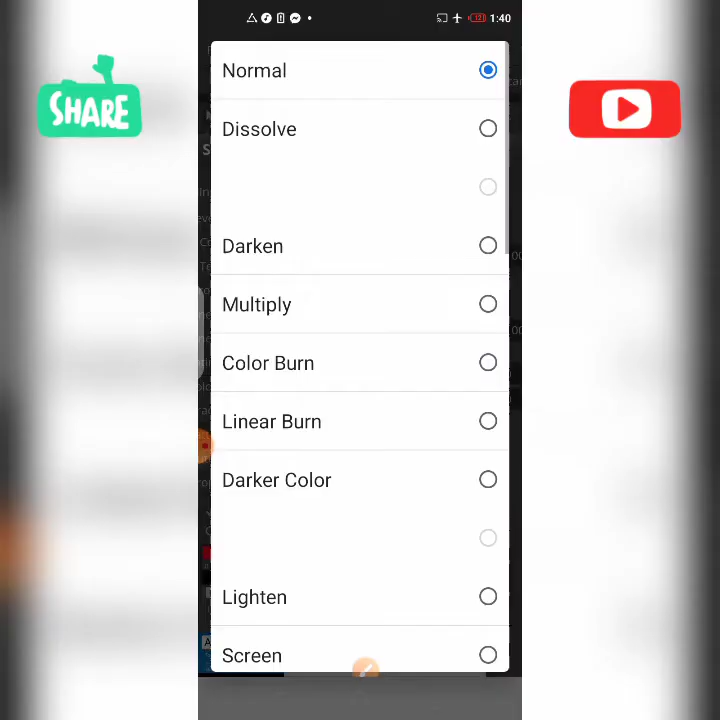 1:40
SHARE
Normal
Dissolve
Darken
Multiply
Color Burn
Linear Burn
Darker Color
Lighten
Screen